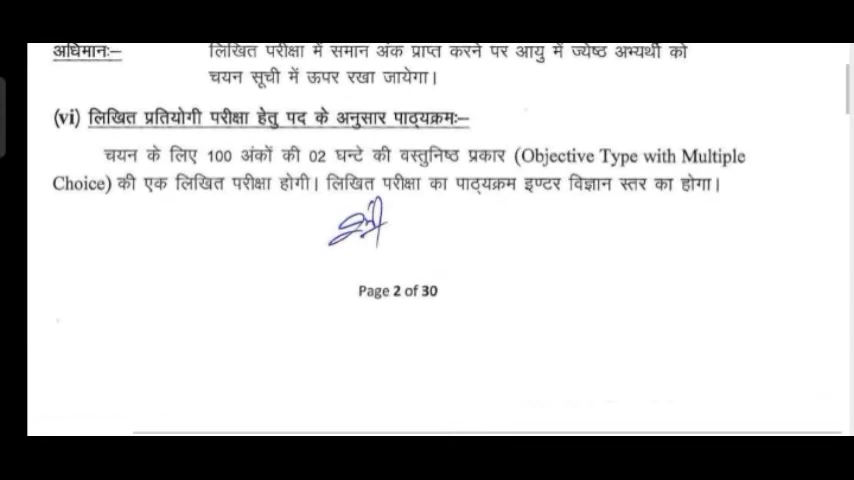 अधिमानः– लिखित परीक्षा में समान अंक प्राप्त करने पर आयु में ज्येष्ठ अभ्यर्थी को
चयन सूची में ऊपर रखा जायेगा।
(vi) लिखित प्रतियोगी परीक्षा हेतु पद के अनुसार पाठ्यक्रमः–
चयन के लिए 100 अंकों की 02 घन्टे की वस्तुनिष्ठ प्रकार (Objective Type with Multiple
Choice) की एक लिखित परीक्षा होगी। लिखित परीक्षा का पाठ्यक्रम इण्टर विज्ञान स्तर का होगा।
Page 2 of 30